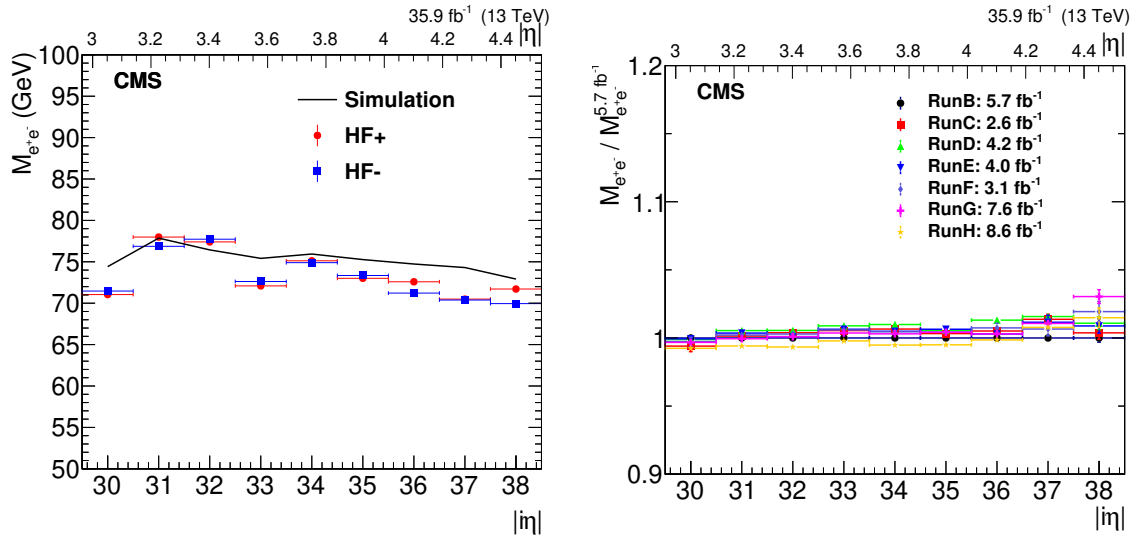 35.9 fb⁻¹ (13 TeV)
3 3.2 3.4 3.6 3.8 4 4.2 4.4 |η|
CMS
Simulation
HF+
HF-
M e⁺e⁻ (GeV)
100
95
90
85
80
75
70
65
60
55
50
30 31 32 33 34 35 36 37 38
|iη|
35.9 fb⁻¹ (13 TeV)
3 3.2 3.4 3.6 3.8 4 4.2 4.4 |η|
CMS
RunB: 5.7 fb⁻¹
RunC: 2.6 fb⁻¹
RunD: 4.2 fb⁻¹
RunE: 4.0 fb⁻¹
RunF: 3.1 fb⁻¹
RunG: 7.6 fb⁻¹
RunH: 8.6 fb⁻¹
M e⁺e⁻ / M e⁺e⁻ 5.7 fb⁻¹
1.2
1.1
1
0.9
30 31 32 33 34 35 36 37 38
|iη|